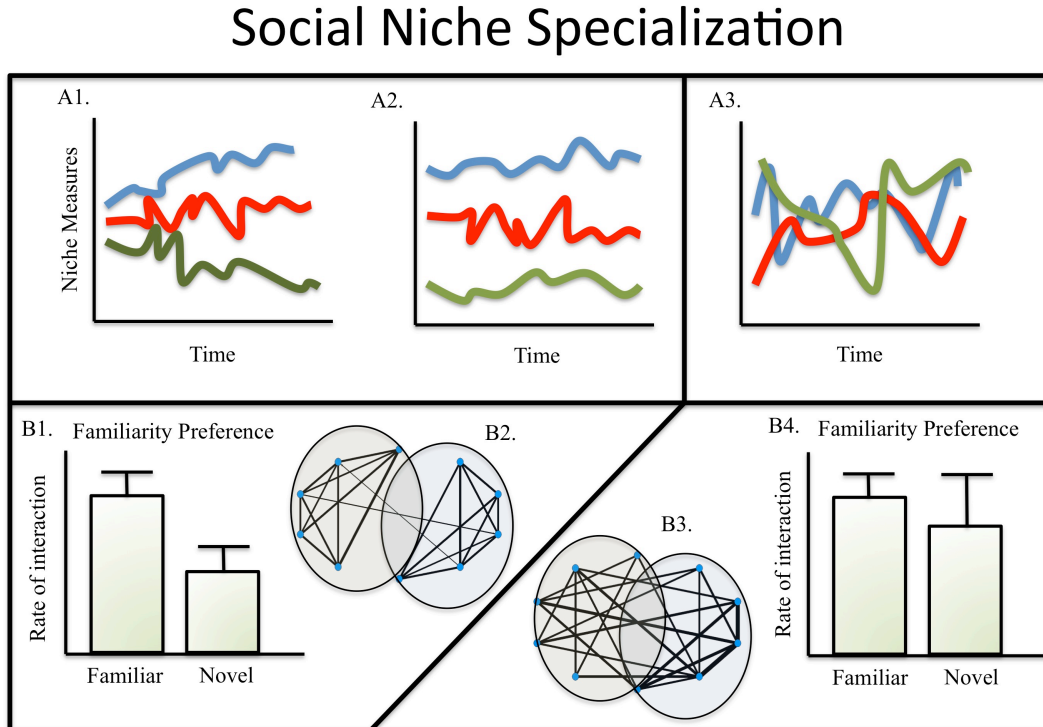 Social Niche Specialization
A1.
A2.
A3.
Niche Measures
Time
Time
Time
B1. Familiarity Preference
B2.
Rate of interaction
Familiar
Novel
B3.
B4. Familiarity Preference
Rate of interaction
Familiar
Novel